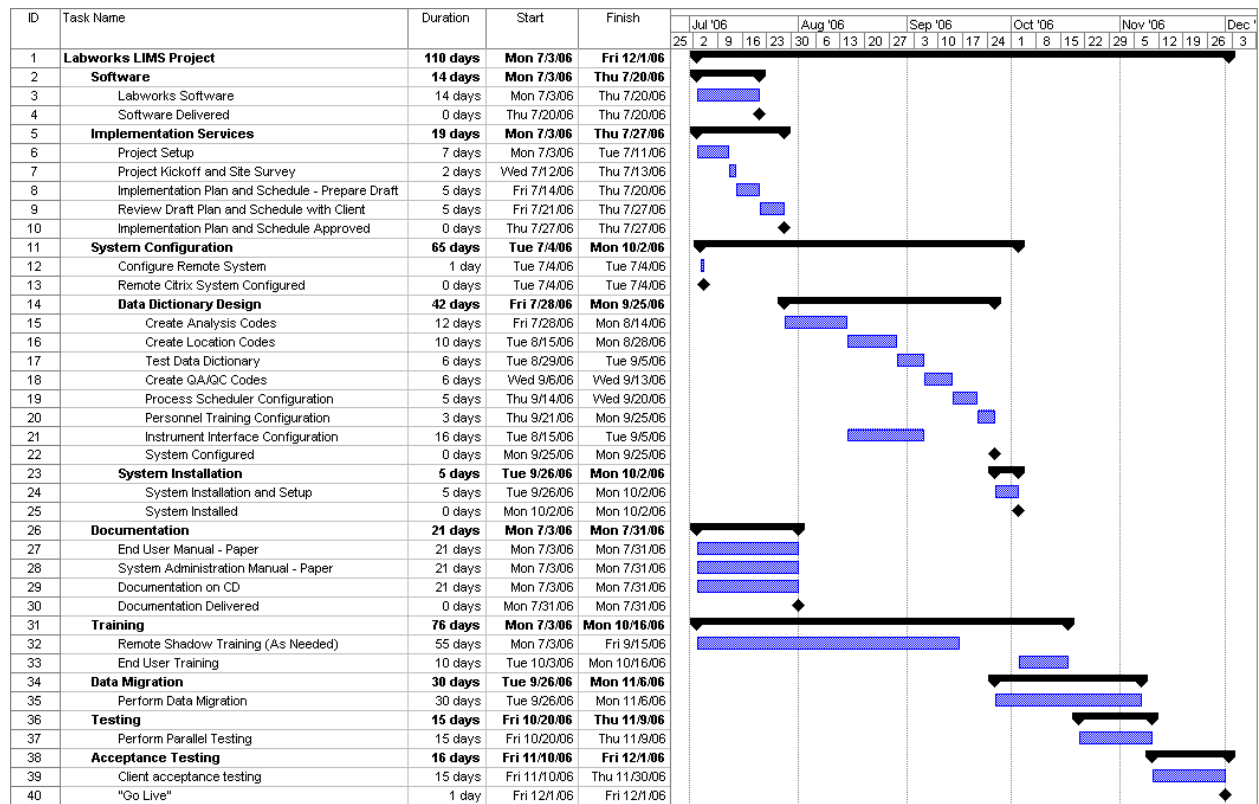 ID Task Name Duration Start Finish Jul '06 Aug '06 Sep '06 Oct '06 Nov '06 Dec '
25 2 9 16 23 30 6 13 20 27 3 10 17 24 1 8 15 22 29 5 12 19 26 3
1 Labworks LIMS Project 110 days Mon 7/3/06 Fri 12/1/06
2 Software 14 days Mon 7/3/06 Thu 7/20/06
3 Labworks Software 14 days Mon 7/3/06 Thu 7/20/06
4 Software Delivered 0 days Thu 7/20/06 Thu 7/20/06
5 Implementation Services 19 days Mon 7/3/06 Thu 7/27/06
6 Project Setup 7 days Mon 7/3/06 Tue 7/11/06
7 Project Kickoff and Site Survey 2 days Wed 7/12/06 Thu 7/13/06
8 Implementation Plan and Schedule - Prepare Draft 5 days Fri 7/14/06 Thu 7/20/06
9 Review Draft Plan and Schedule with Client 5 days Fri 7/21/06 Thu 7/27/06
10 Implementation Plan and Schedule Approved 0 days Thu 7/27/06 Thu 7/27/06
11 System Configuration 65 days Tue 7/4/06 Mon 10/2/06
12 Configure Remote System 1 day Tue 7/4/06 Tue 7/4/06
13 Remote Citrix System Configured 0 days Tue 7/4/06 Tue 7/4/06
14 Data Dictionary Design 42 days Fri 7/28/06 Mon 9/25/06
15 Create Analysis Codes 12 days Fri 7/28/06 Mon 8/14/06
16 Create Location Codes 10 days Tue 8/15/06 Mon 8/28/06
17 Test Data Dictionary 6 days Tue 8/29/06 Tue 9/5/06
18 Create QA/QC Codes 6 days Wed 9/6/06 Wed 9/13/06
19 Process Scheduler Configuration 5 days Thu 9/14/06 Wed 9/20/06
20 Personnel Training Configuration 3 days Thu 9/21/06 Mon 9/25/06
21 Instrument Interface Configuration 16 days Tue 8/15/06 Tue 9/5/06
22 System Configured 0 days Mon 9/25/06 Mon 9/25/06
23 System Installation 5 days Tue 9/26/06 Mon 10/2/06
24 System Installation and Setup 5 days Tue 9/26/06 Mon 10/2/06
25 System Installed 0 days Mon 10/2/06 Mon 10/2/06
26 Documentation 21 days Mon 7/3/06 Mon 7/31/06
27 End User Manual - Paper 21 days Mon 7/3/06 Mon 7/31/06
28 System Administration Manual - Paper 21 days Mon 7/3/06 Mon 7/31/06
29 Documentation on CD 21 days Mon 7/3/06 Mon 7/31/06
30 Documentation Delivered 0 days Mon 7/31/06 Mon 7/31/06
31 Training 76 days Mon 7/3/06 Mon 10/16/06
32 Remote Shadow Training (As Needed) 55 days Mon 7/3/06 Fri 9/15/06
33 End User Training 10 days Tue 10/3/06 Mon 10/16/06
34 Data Migration 30 days Tue 9/26/06 Mon 11/6/06
35 Perform Data Migration 30 days Tue 9/26/06 Mon 11/6/06
36 Testing 15 days Fri 10/20/06 Thu 11/9/06
37 Perform Parallel Testing 15 days Fri 10/20/06 Thu 11/9/06
38 Acceptance Testing 16 days Fri 11/10/06 Fri 12/1/06
39 Client acceptance testing 15 days Fri 11/10/06 Thu 11/30/06
40 "Go Live" 1 day Fri 12/1/06 Fri 12/1/06